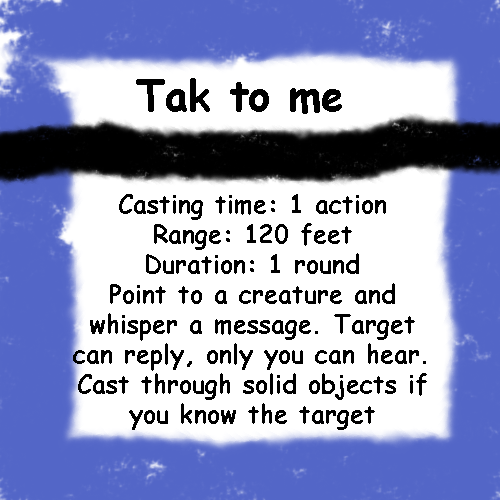 Tak to me
Casting time: 1 action
Range: 120 feet
Duration: 1 round
Point to a creature and
whisper a message. Target
can reply, only you can hear.
Cast through solid objects if
you know the target